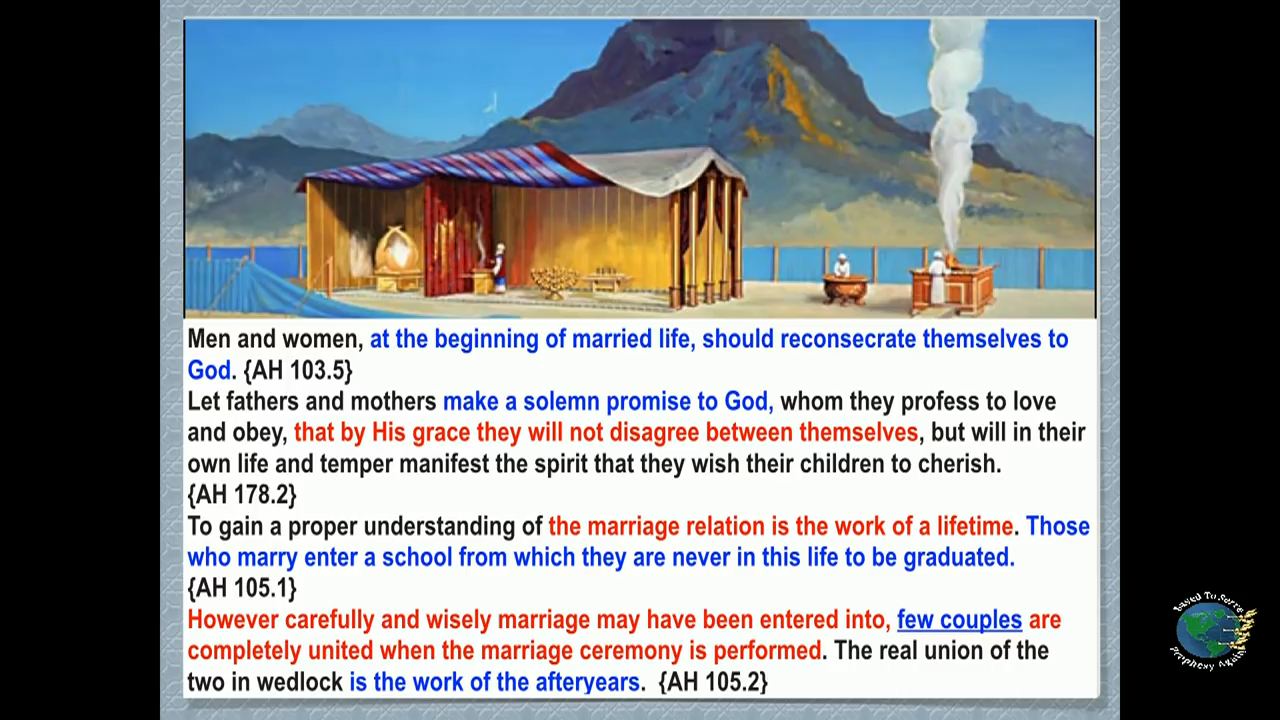 Men and women, at the beginning of married life, should reconsecrate themselves to
God. {AH 103.5}
Let fathers and mothers make a solemn promise to God, whom they profess to love
and obey, that by His grace they will not disagree between themselves, but will in their
own life and temper manifest the spirit that they wish their children to cherish.
{AH 178.2}
To gain a proper understanding of the marriage relation is the work of a lifetime. Those
who marry enter a school from which they are never in this life to be graduated.
{AH 105.1}
However carefully and wisely marriage may have been entered into, few couples are
completely united when the marriage ceremony is performed. The real union of the
two in wedlock is the work of the afteryears. {AH 105.2}
Prophecy Again